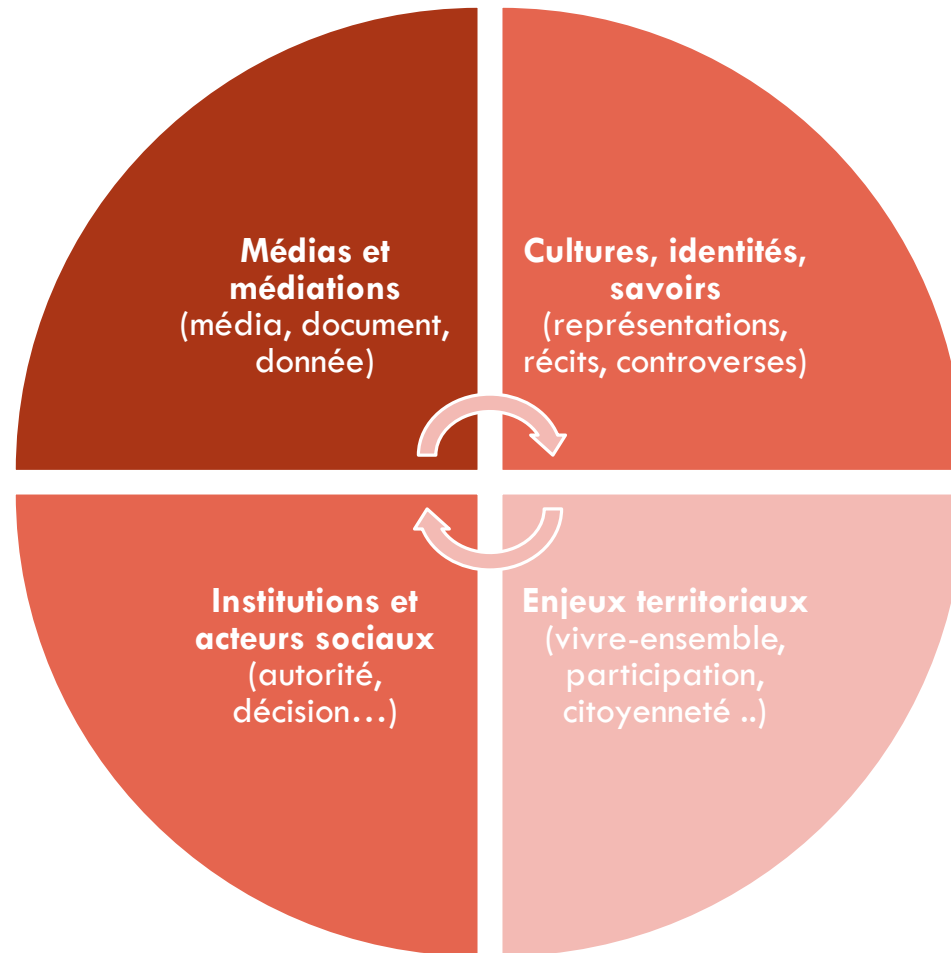 Médias et
médiations
(média, document,
donnée)
Cultures, identités,
savoirs
(représentations,
récits, controverses)
Institutions et
acteurs sociaux
(autorité,
décision...)
Enjeux territoriaux
(vivre-ensemble,
participation,
citoyenneté ..)